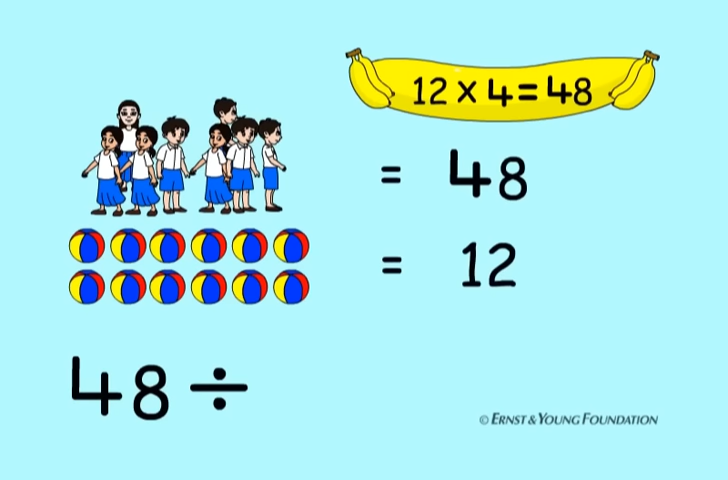 12 x 4 = 48
= 48
= 12
48 ÷
© ERNST & YOUNG FOUNDATION